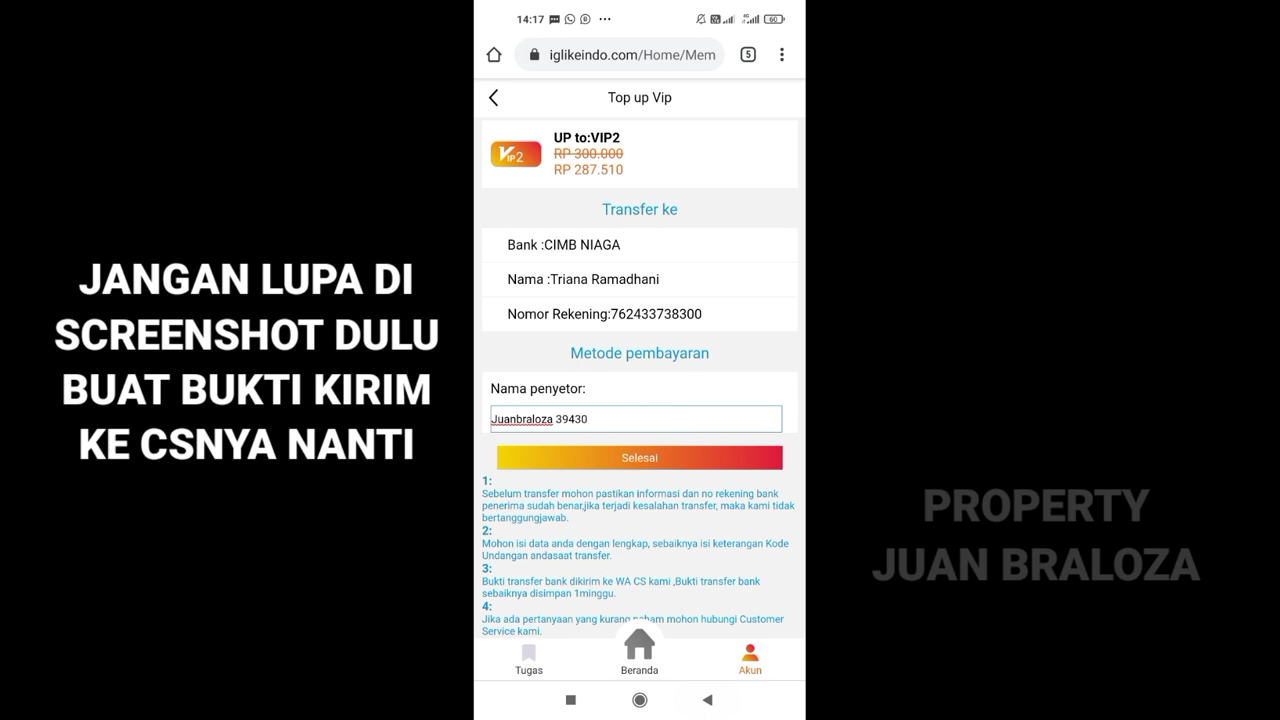 JANGAN LUPA DI
SCREENSHOT DULU
BUAT BUKTI KIRIM
KE CSNYA NANTI
14:17
4G
60
iglikeindo.com/Home/Mem
5
Top up Vip
VIP2
UP to:VIP2
RP 300.000
RP 287.510
Transfer ke
Bank :CIMB NIAGA
Nama :Triana Ramadhani
Nomor Rekening:762433738300
Metode pembayaran
Nama penyetor:
Juanbraloza 39430
Selesai
1:
Sebelum transfer mohon pastikan informasi dan no rekening bank
penerima sudah benar,jika terjadi kesalahan transfer, maka kami tidak
bertanggungjawab.
2:
Mohon isi data anda dengan lengkap, sebaiknya isi keterangan Kode
Undangan andasaat transfer.
3:
Bukti transfer bank dikirim ke WA CS kami ,Bukti transfer bank
sebaiknya disimpan 1minggu.
4:
Jika ada pertanyaan yang kurang paham mohon hubungi Customer
Service kami.
Tugas
Beranda
Akun
PROPERTY
JUAN BRALOZA